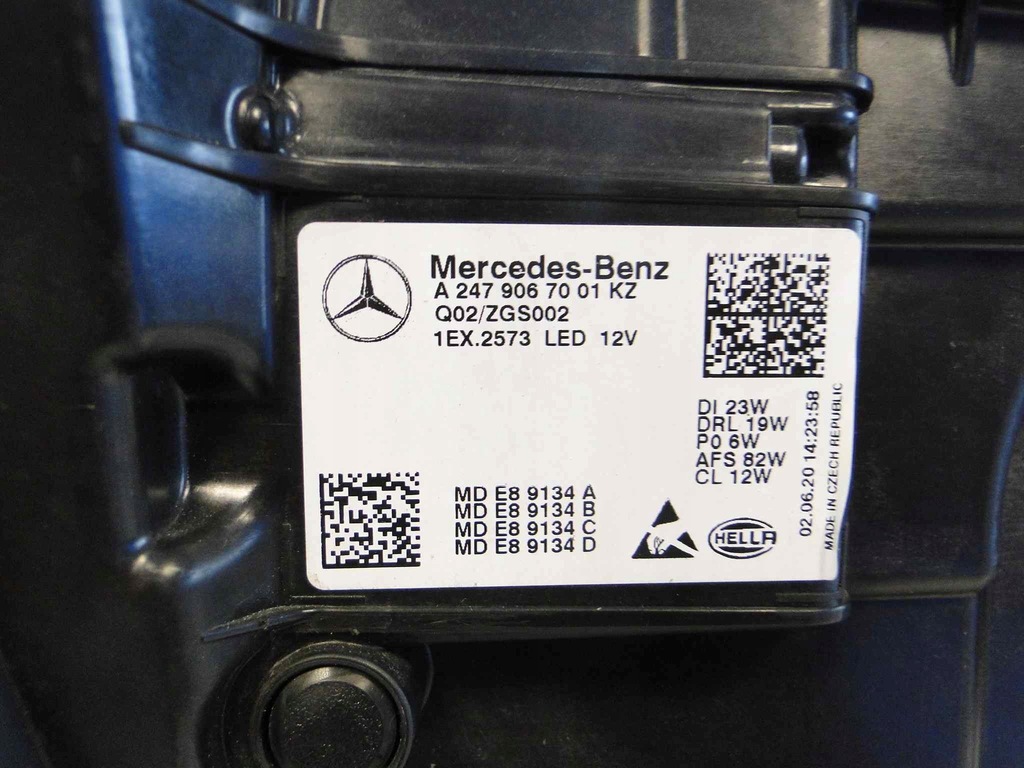 Mercedes-Benz
A 247 906 70 01 KZ
Q02/ZGS002
1EX.2573 LED 12V
DI 23W
DRL 19W
PO 6W
AFS 82W
CL 12W
02.06.20 14:23:58
MADE IN CZECH REPUBLIC
MD E8 9134 A
MD E8 9134 B
MD E8 9134 C
MD E8 9134 D
HELLA